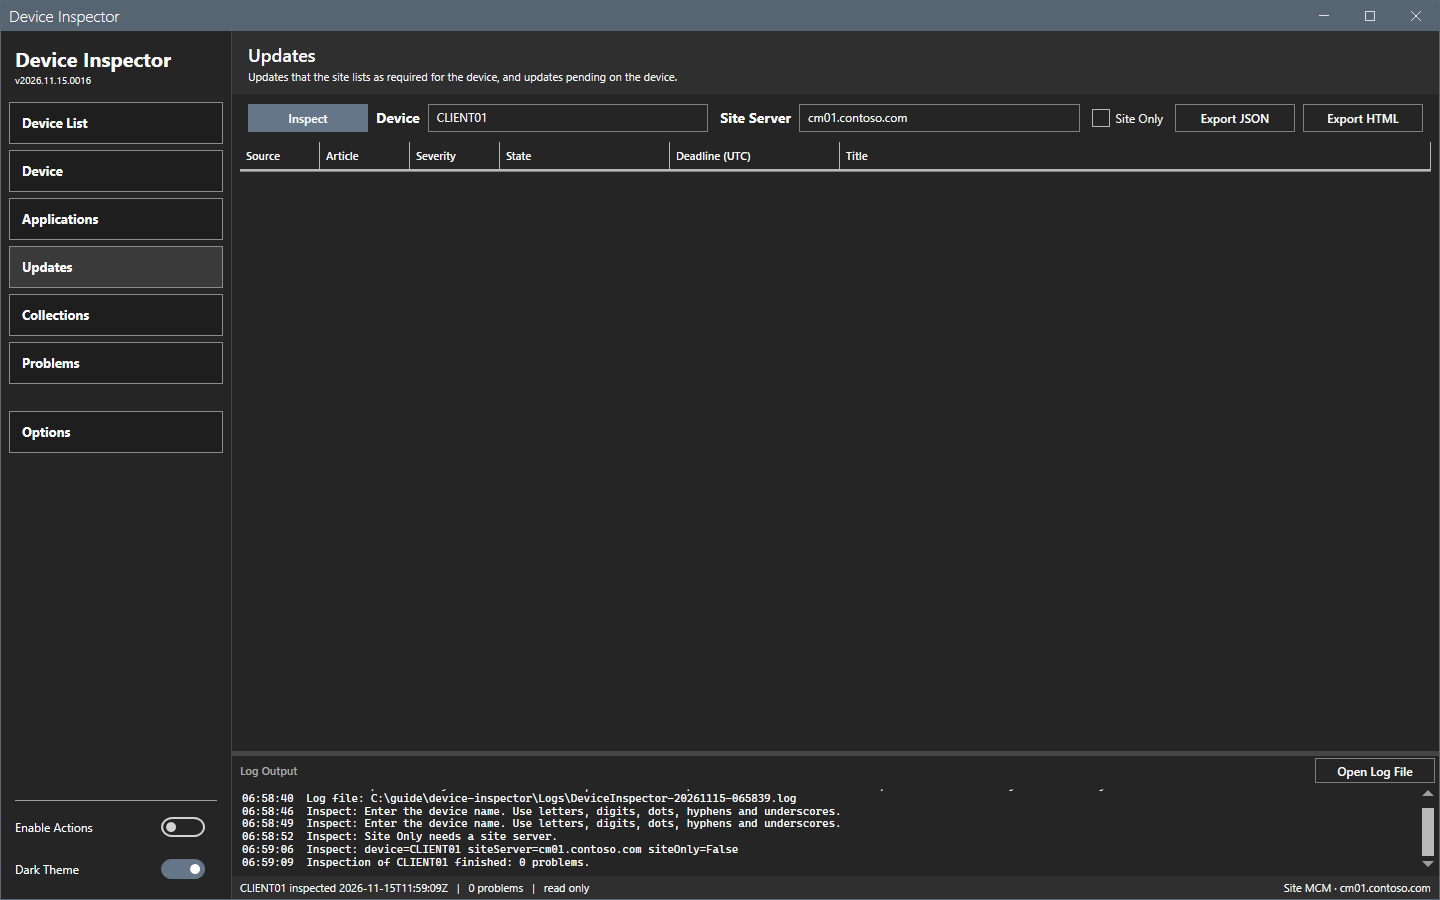 Device Inspector
Device Inspector
v2026.11.15.0016
Device List
Device
Applications
Updates
Collections
Problems
Options
Enable Actions
Dark Theme
Updates
Updates that the site lists as required for the device, and updates pending on the device.
Inspect Device CLIENT01 Site Server cm01.contoso.com Site Only Export JSON Export HTML
Source Article Severity State Deadline (UTC) Title
Log Output Open Log File
06:58:40 Log file: C:\guide\device-inspector\Logs\DeviceInspector-20261115-065839.log
06:58:46 Inspect: Enter the device name. Use letters, digits, dots, hyphens and underscores.
06:58:49 Inspect: Enter the device name. Use letters, digits, dots, hyphens and underscores.
06:58:52 Inspect: Site Only needs a site server.
06:59:06 Inspect: device=CLIENT01 siteServer=cm01.contoso.com siteOnly=False
06:59:09 Inspection of CLIENT01 finished: 0 problems.
CLIENT01 inspected 2026-11-15T11:59:09Z | 0 problems | read only Site MCM · cm01.contoso.com